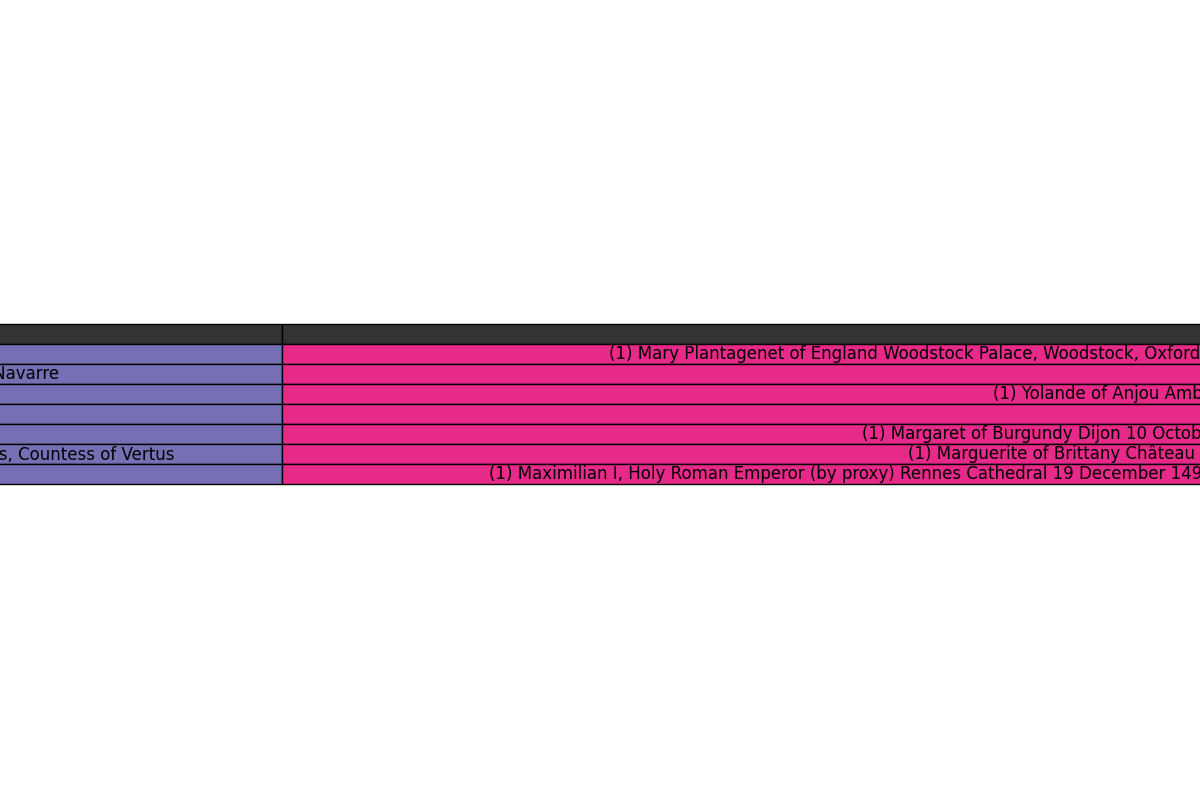 (1) Mary Plantagenet of England Woodstock Palace, Woodstock, Oxford
Navarre
(1) Yolande of Anjou Amb
(1) Margaret of Burgundy Dijon 10 Octob
s, Countess of Vertus (1) Marguerite of Brittany Château
(1) Maximilian I, Holy Roman Emperor (by proxy) Rennes Cathedral 19 December 149